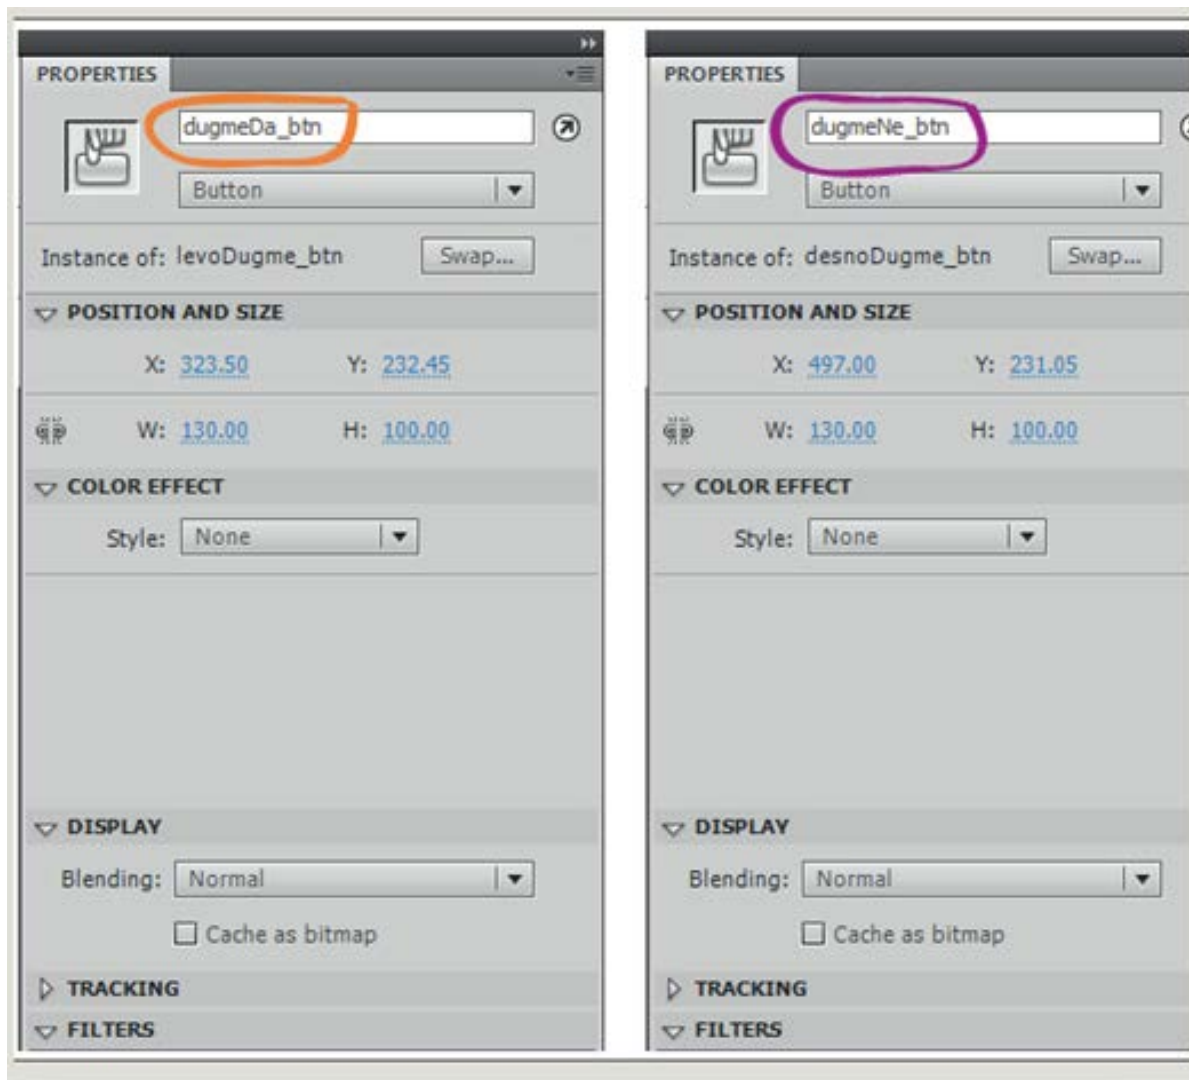 PROPERTIES
dugmeDa_btn
Button
Instance of: levoDugme_btn Swap...
POSITION AND SIZE
X: 323.50 Y: 232.45
W: 130.00 H: 100.00
COLOR EFFECT
Style: None
DISPLAY
Blending: Normal
Cache as bitmap
TRACKING
FILTERS
PROPERTIES
dugmeNe_btn
Button
Instance of: desnoDugme_btn Swap...
POSITION AND SIZE
X: 497.00 Y: 231.05
W: 130.00 H: 100.00
COLOR EFFECT
Style: None
DISPLAY
Blending: Normal
Cache as bitmap
TRACKING
FILTERS